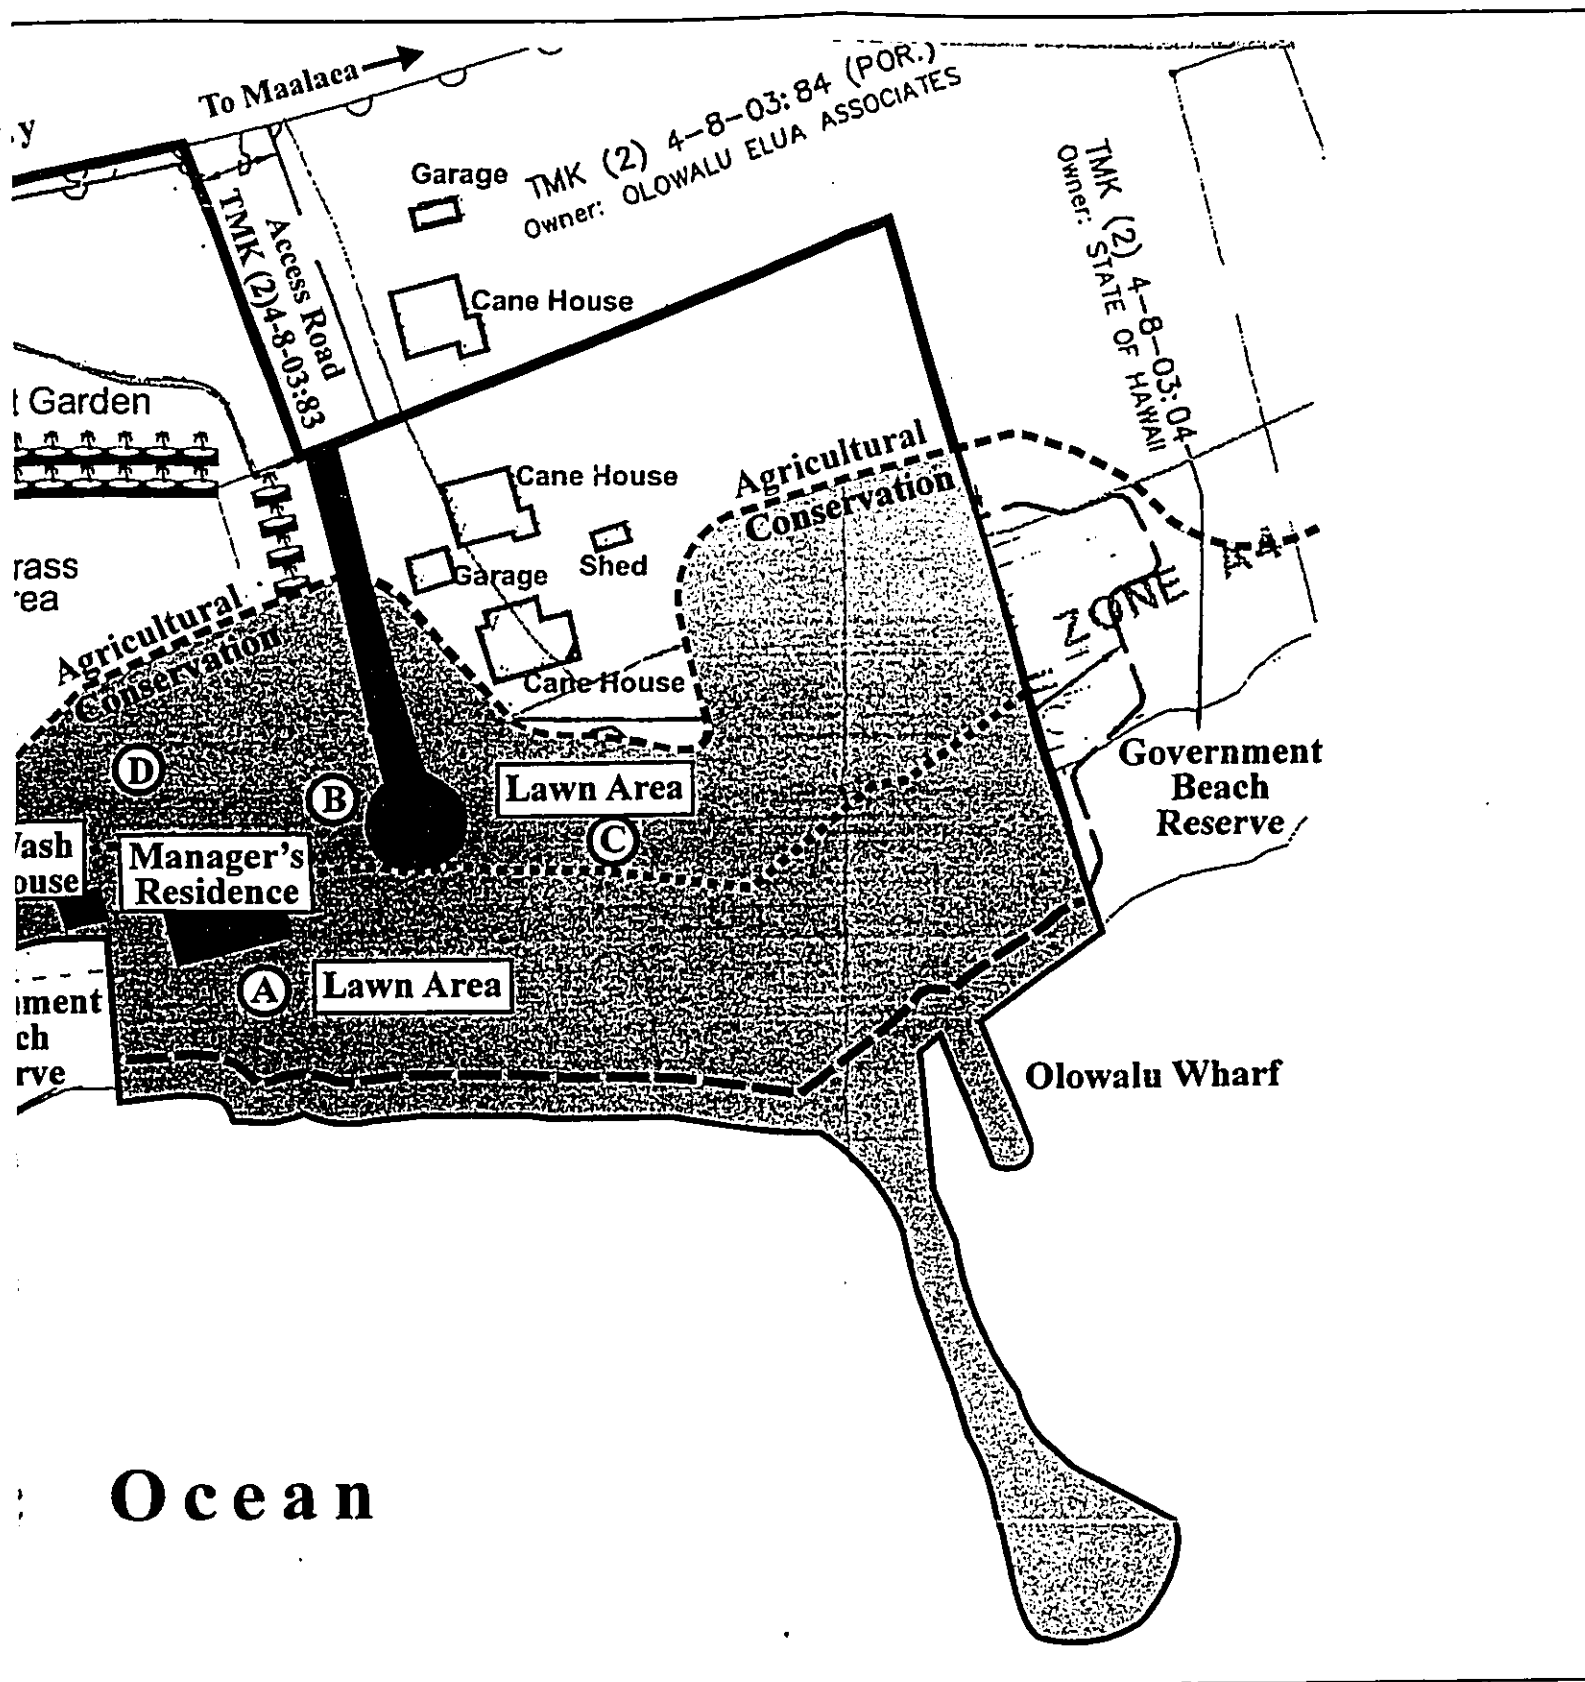 To Maalaea
TMK (2) 4-8-03:84 (POR.)
Owner: OLOWALU ELUA ASSOCIATES
Garage
Access Road
TMK (2)4-8-03:83
Cane House
TMK (2) 4-8-03:04
Owner: STATE OF HAWAII
Garden
Agricultural
Conservation
Cane House
Shed
Garage
Agricultural
Conservation
Cane House
ZONE A4
D
B
Lawn Area
C
Government
Beach
Reserve
Manager's
Residence
A
Lawn Area
Olowalu Wharf
Ocean